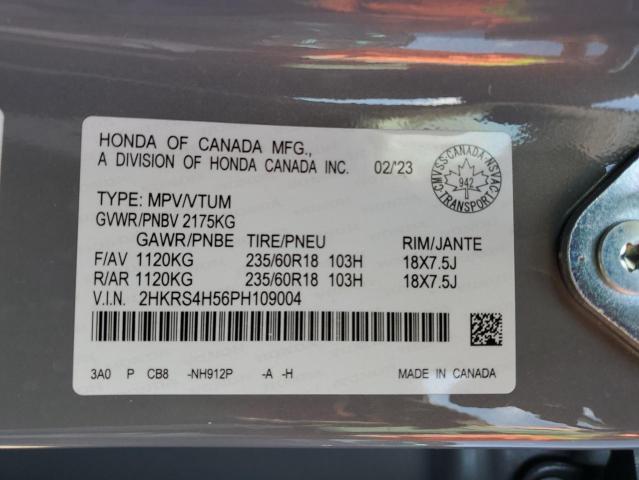 HONDA OF CANADA MFG.,
A DIVISION OF HONDA CANADA INC. 02/'23
CMVSS·CANADA·NSVAC
942
TRANSPORT
TYPE: MPV/VTUM
GVWR/PNBV 2175KG
GAWR/PNBE TIRE/PNEU RIM/JANTE
F/AV 1120KG 235/60R18 103H 18X7.5J
R/AR 1120KG 235/60R18 103H 18X7.5J
V.I.N. 2HKRS4H56PH109004
3A0 P CB8 -NH912P -A -H MADE IN CANADA